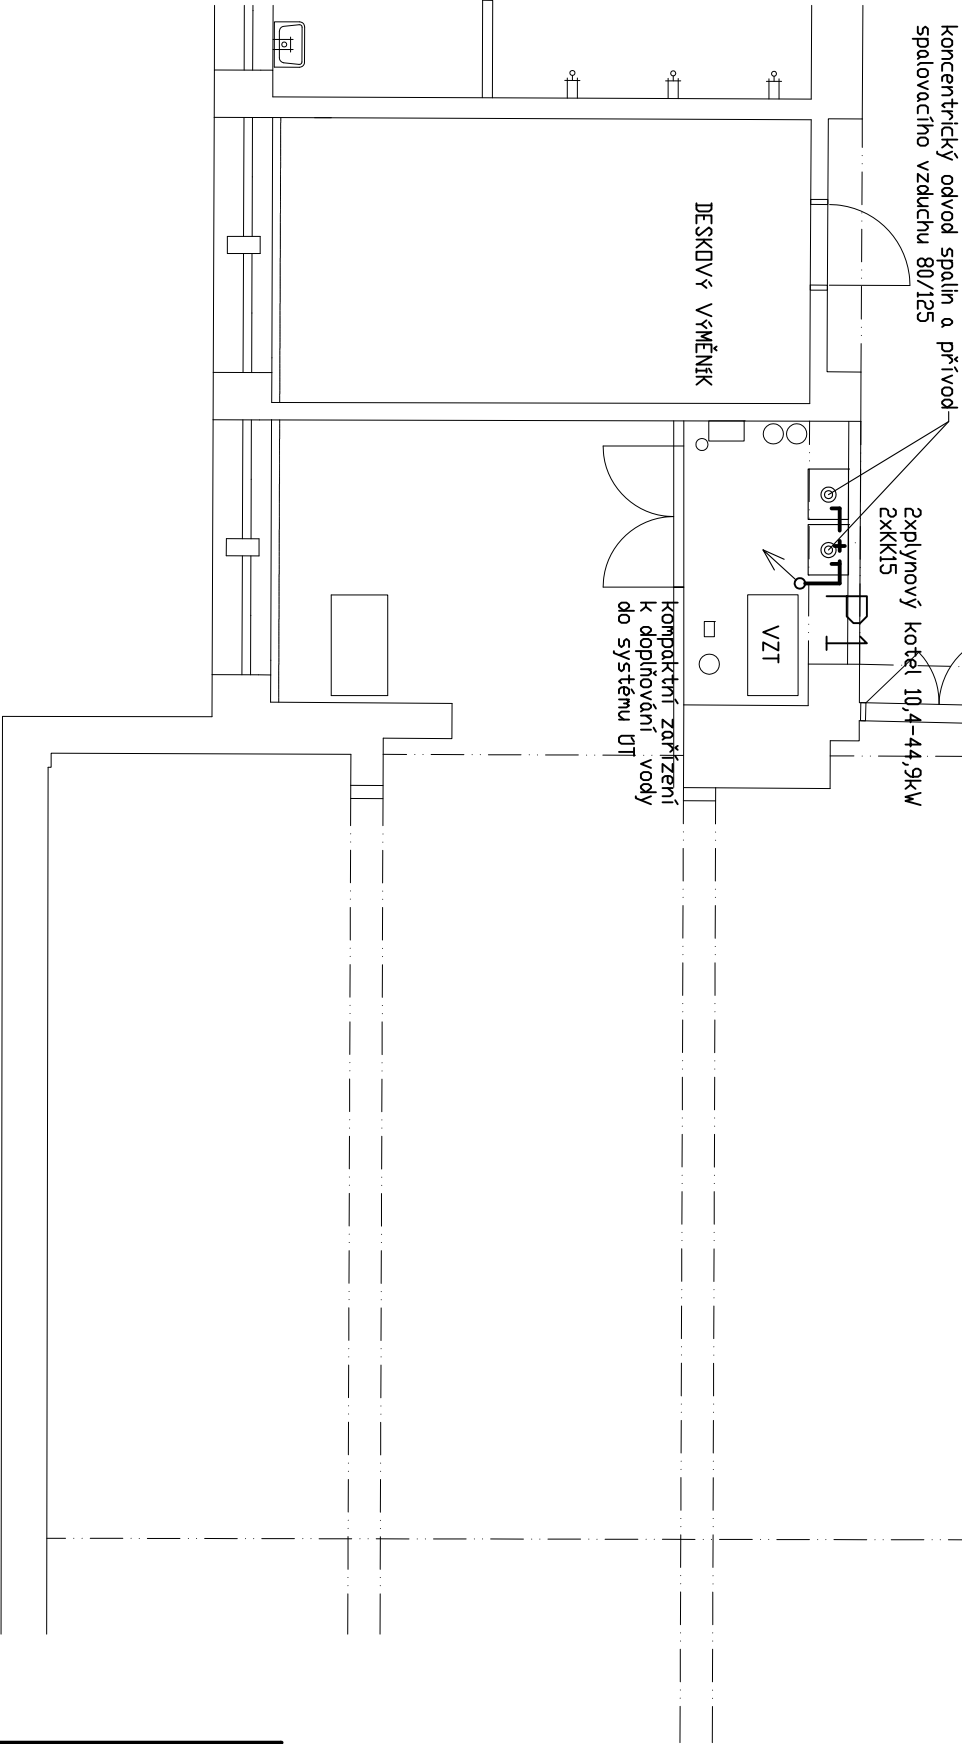 koncentrický odvod spalin a přívod
spalovacího vzduchu 80/125
2xplynový kotel 10,4-44,9kW
2xKK15
DESKOVÝ VÝMĚNÍK
P1
VZT
kompaktní zařízení
k doplňování vody
do systému ÚT